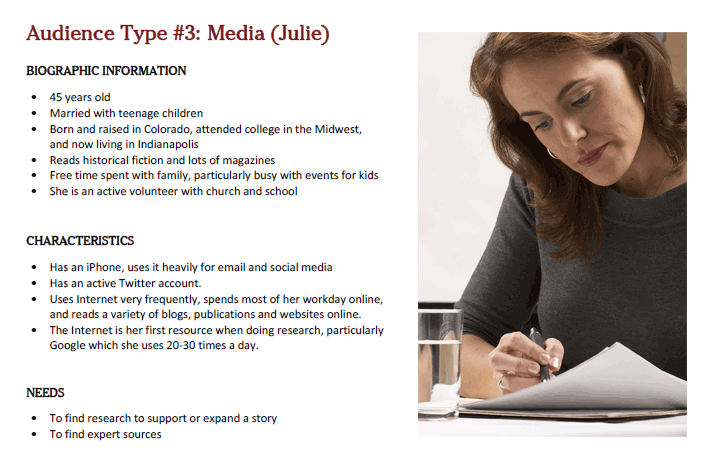 Audience Type #3: Media (Julie)
BIOGRAPHIC INFORMATION
• 45 years old
• Married with teenage children
• Born and raised in Colorado, attended college in the Midwest,
and now living in Indianapolis
• Reads historical fiction and lots of magazines
• Free time spent with family, particularly busy with events for kids
• She is an active volunteer with church and school
CHARACTERISTICS
• Has an iPhone, uses it heavily for email and social media
• Has an active Twitter account.
• Uses Internet very frequently, spends most of her workday online,
and reads a variety of blogs, publications and websites online.
• The Internet is her first resource when doing research, particularly
Google which she uses 20-30 times a day.
NEEDS
• To find research to support or expand a story
• To find expert sources